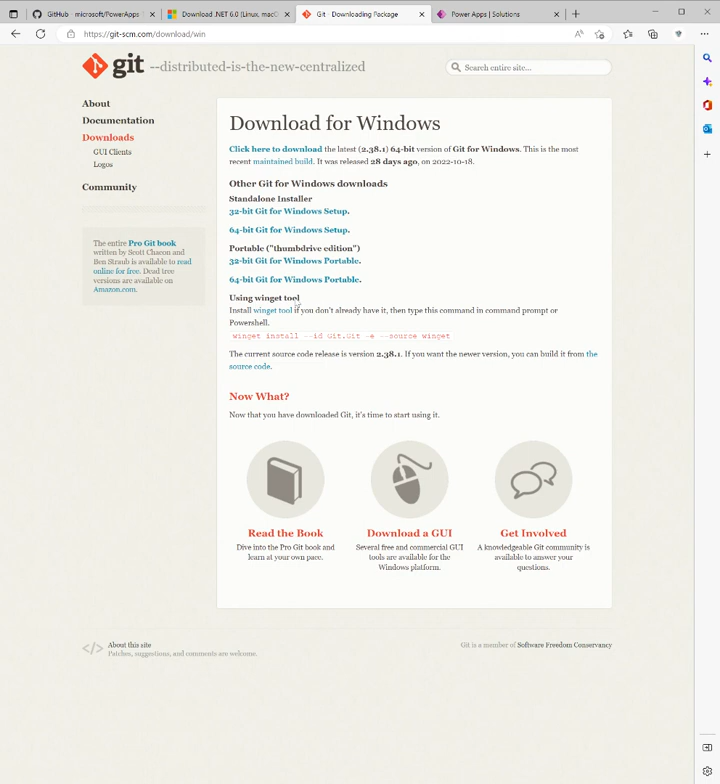 GitHub - microsoft/PowerApps
Download .NET 6.0 (Linux, mac
Git - Downloading Package
Power Apps | Solutions
https://git-scm.com/download/win
git --distributed-is-the-new-centralized
Search entire site...
About
Documentation
Downloads
GUI Clients
Logos
Community
The entire Pro Git book
written by Scott Chacon and
Ben Straub is available to read
online for free. Dead tree
versions are available on
Amazon.com.
Download for Windows
Click here to download the latest (2.38.1) 64-bit version of Git for Windows. This is the most
recent maintained build. It was released 28 days ago, on 2022-10-18.
Other Git for Windows downloads
Standalone Installer
32-bit Git for Windows Setup.
64-bit Git for Windows Setup.
Portable ("thumbdrive edition")
32-bit Git for Windows Portable.
64-bit Git for Windows Portable.
Using winget tool
Install winget tool if you don't already have it, then type this command in command prompt or
Powershell.
winget install --id Git.Git -e --source winget
The current source code release is version 2.38.1. If you want the newer version, you can build it from the
source code.
Now What?
Now that you have downloaded Git, it's time to start using it.
Read the Book
Dive into the Pro Git book and
learn at your own pace.
Download a GUI
Several free and commercial GUI
tools are available for the
Windows platform.
Get Involved
A knowledgeable Git community is
available to answer your
questions.
</> About this site
Patches, suggestions, and comments are welcome.
Git is a member of Software Freedom Conservancy